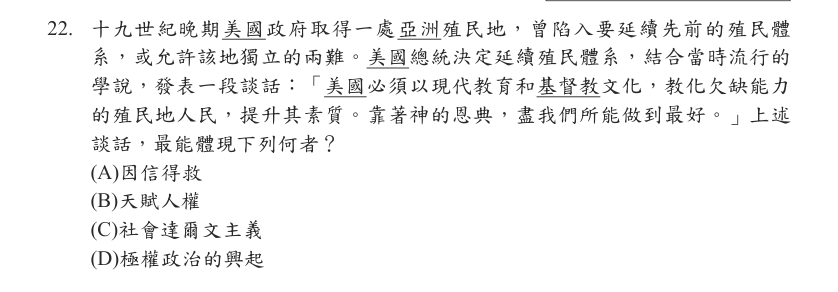 22. 十九世紀晚期美國政府取得一處亞洲殖民地，曾陷入要延續先前的殖民體
系，或允許該地獨立的兩難。美國總統決定延續殖民體系，結合當時流行的
學說，發表一段談話：「美國必須以現代教育和基督教文化，教化欠缺能力
的殖民地人民，提升其素質。靠著神的恩典，盡我們所能做到最好。」上述
談話，最能體現下列何者？
(A)因信得救
(B)天賦人權
(C)社會達爾文主義
(D)極權政治的興起